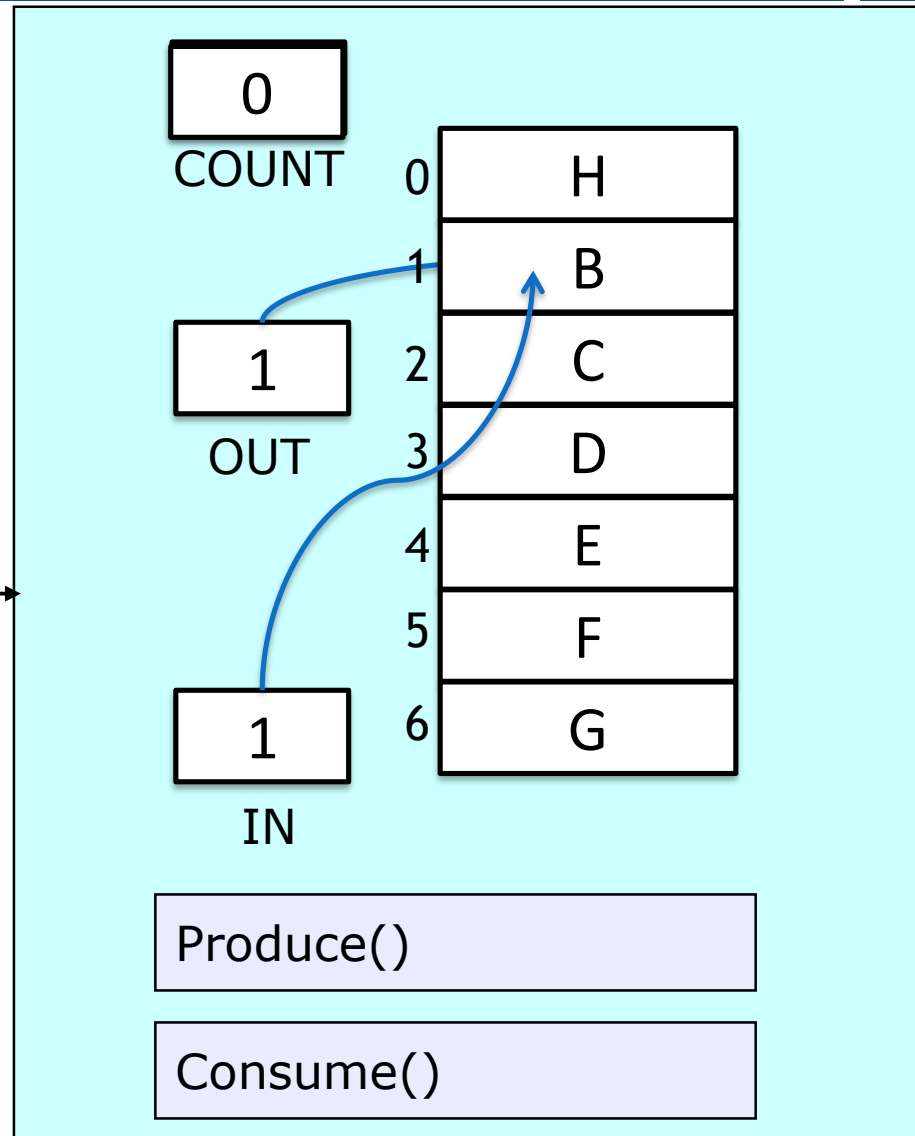 0
COUNT
0 H
1 B
1
OUT
2 C
3 D
4 E
5 F
6 G
1
IN
Produce()
Consume()